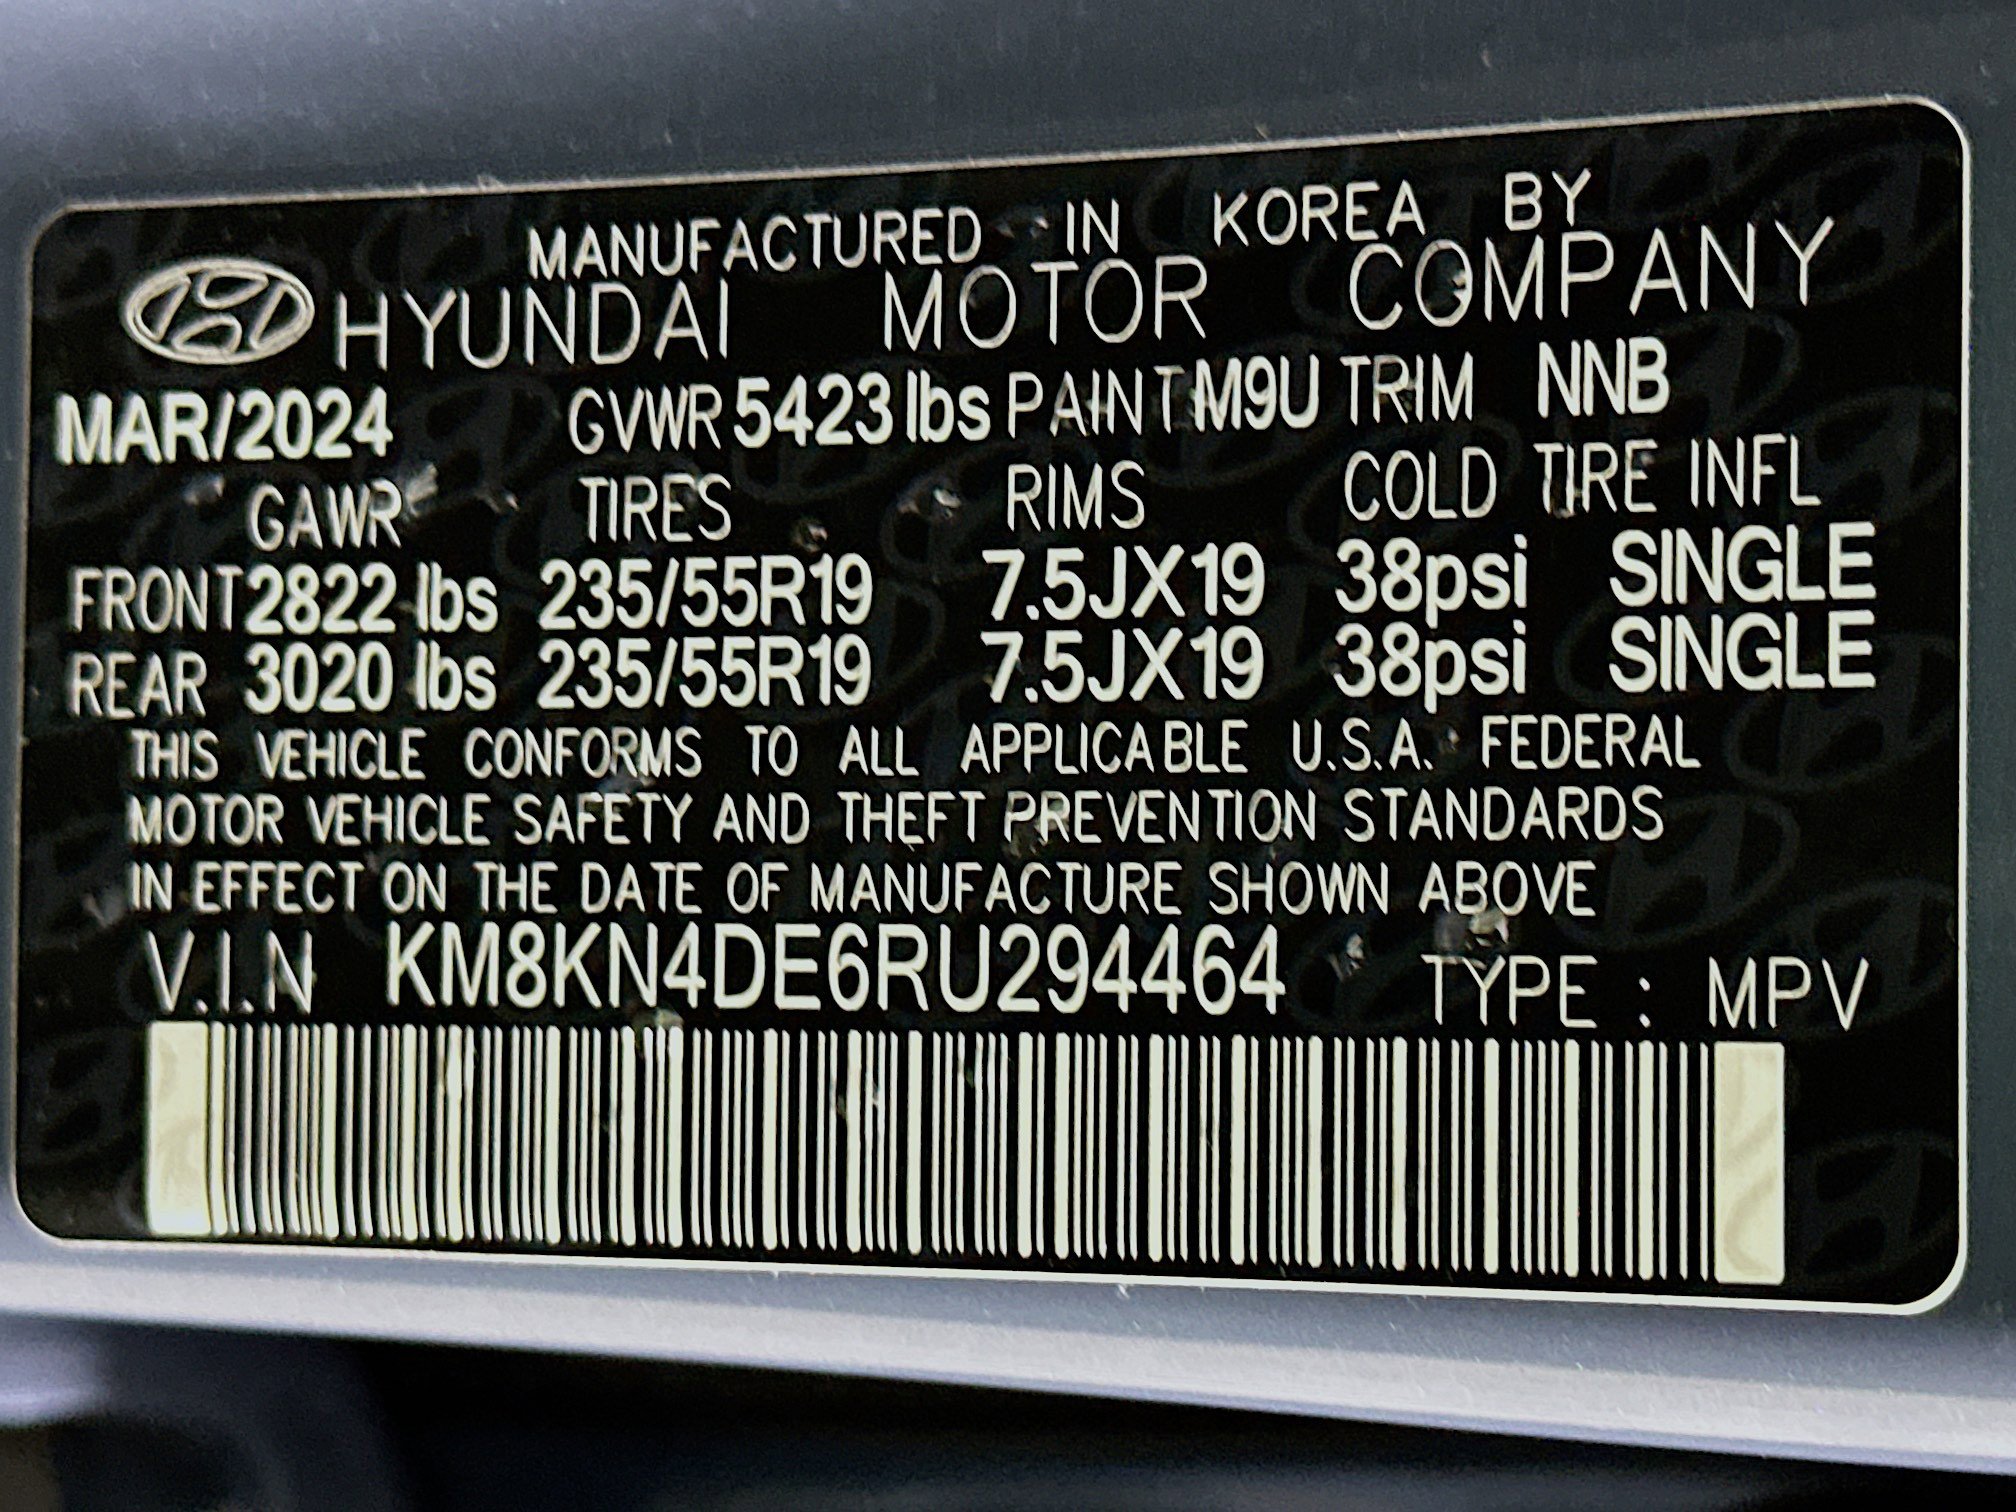 MANUFACTURED IN KOREA BY
HYUNDAI MOTOR COMPANY
MAR/2024 GVWR 5423 lbs PAINT M9U TRIM NNB
GAWR TIRES RIMS COLD TIRE INFL
FRONT 2822 lbs 235/55R19 7.5JX19 38psi SINGLE
REAR 3020 lbs 235/55R19 7.5JX19 38psi SINGLE
THIS VEHICLE CONFORMS TO ALL APPLICABLE U.S.A. FEDERAL
MOTOR VEHICLE SAFETY AND THEFT PREVENTION STANDARDS
IN EFFECT ON THE DATE OF MANUFACTURE SHOWN ABOVE
V.I.N KM8KN4DE6RU294464 TYPE : MPV